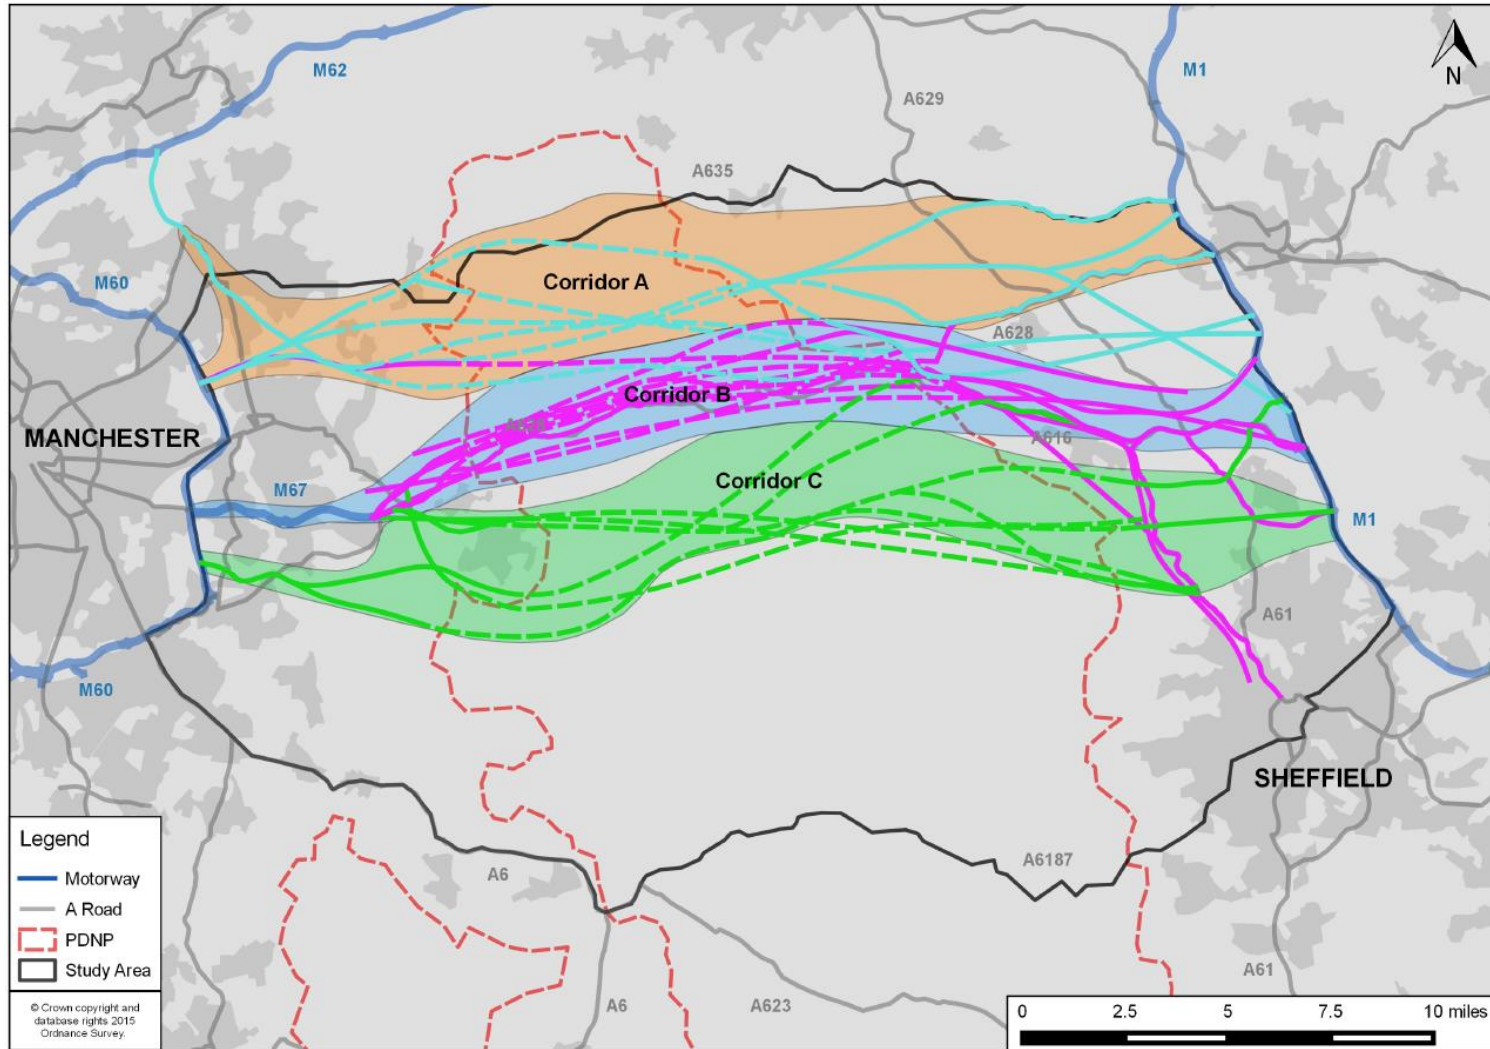 M62
M1
N
A629
A635
M60
Corridor A
A628
Corridor B
MANCHESTER
A616
M67
Corridor C
M1
A61
M60
SHEFFIELD
Legend
Motorway
A Road
PDNP
Study Area
© Crown copyright and
database rights 2015
Ordnance Survey.
A6
A6187
A6
A623
A61
0 2.5 5 7.5 10 miles